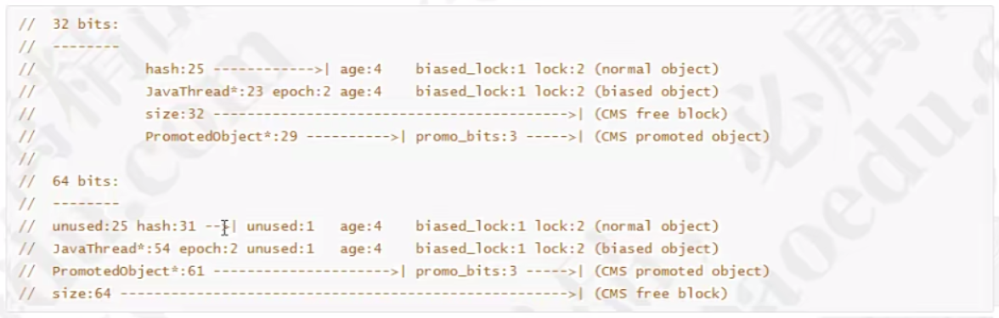 //  32 bits:
//  --------
//             hash:25 ------------>| age:4    biased_lock:1 lock:2 (normal object)
//             JavaThread*:23 epoch:2 age:4    biased_lock:1 lock:2 (biased object)
//             size:32 ------------------------------------------>| (CMS free block)
//             PromotedObject*:29 ---------->| promo_bits:3 ----->| (CMS promoted object)
//
//  64 bits:
//  --------
//  unused:25 hash:31 -->| unused:1   age:4    biased_lock:1 lock:2 (normal object)
//  JavaThread*:54 epoch:2 unused:1   age:4    biased_lock:1 lock:2 (biased object)
//  PromotedObject*:61 --------------------->| promo_bits:3 ----->| (CMS promoted object)
//  size:64 ----------------------------------------------------->| (CMS free block)